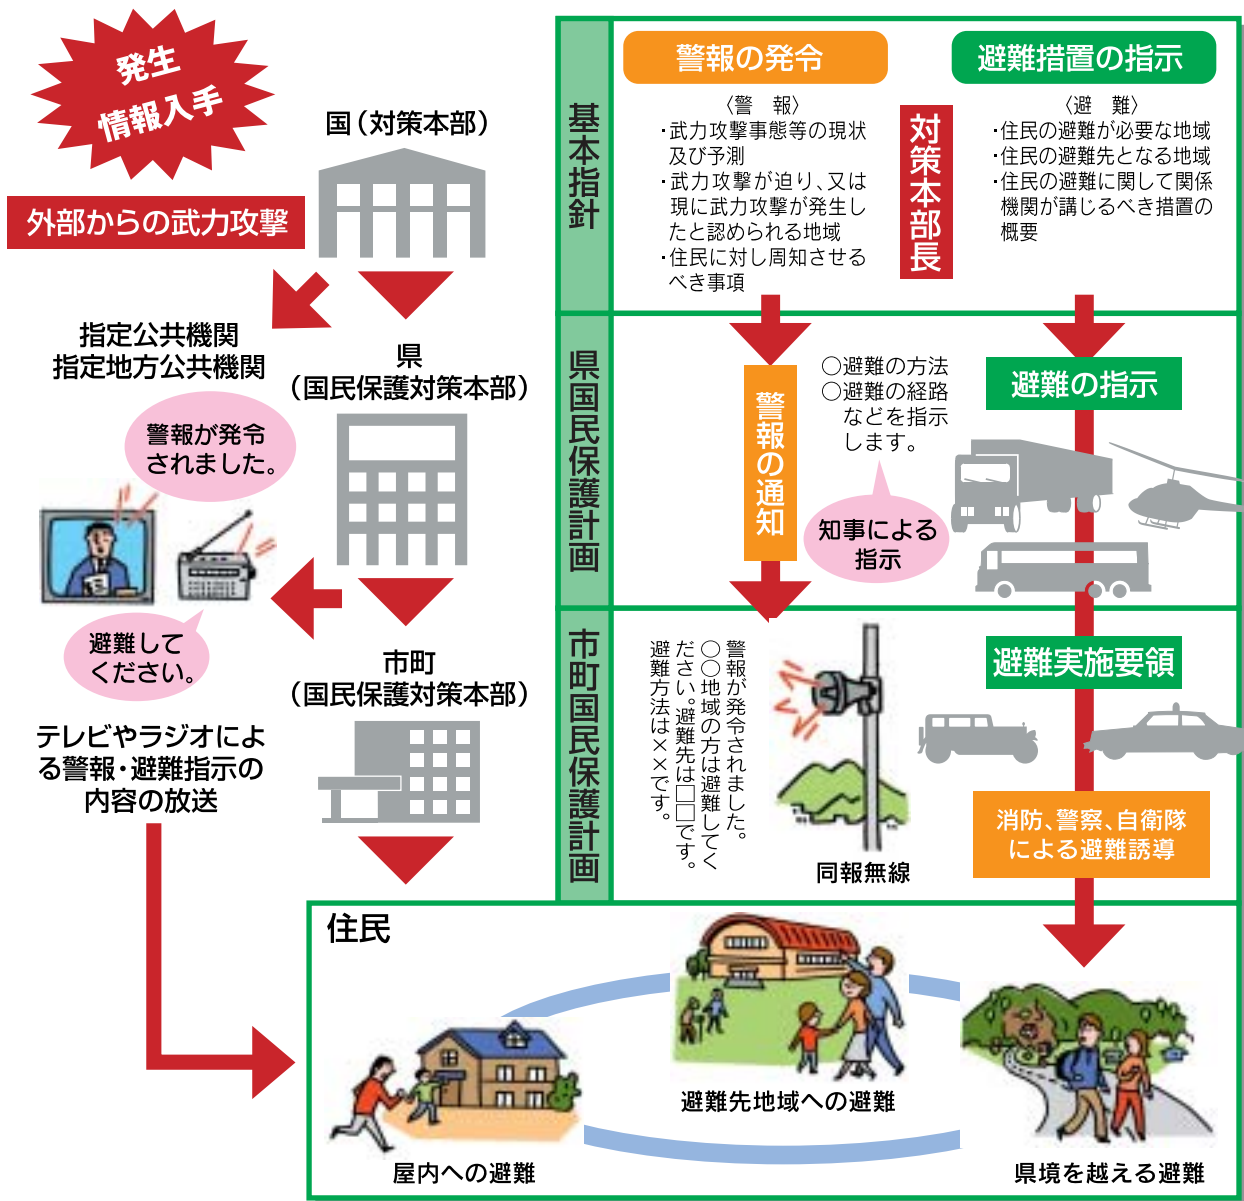 発生
情報入手
外部からの武力攻撃
国(対策本部)
指定公共機関
指定地方公共機関
県
(国民保護対策本部)
警報が発令
されました。
避難して
ください。
市町
(国民保護対策本部)
テレビやラジオによ
る警報・避難指示の
内容の放送
基本指針
警報の発令
〈警 報〉
・武力攻撃事態等の現状
及び予測
・武力攻撃が迫り、又は
現に武力攻撃が発生し
たと認められる地域
・住民に対し周知させる
べき事項
対策本部長
避難措置の指示
〈避 難〉
・住民の避難が必要な地域
・住民の避難先となる地域
・住民の避難に関して関係
機関が講じるべき措置の
概要
県国民保護計画
警報の通知
○避難の方法
○避難の経路
などを指示
します。
知事による
指示
避難の指示
市町国民保護計画
警報が発令されました。
○○地域の方は避難してく
ださい。避難先は□□です。
避難方法は××です。
同報無線
避難実施要領
消防、警察、自衛隊
による避難誘導
住民
屋内への避難
避難先地域への避難
県境を越える避難